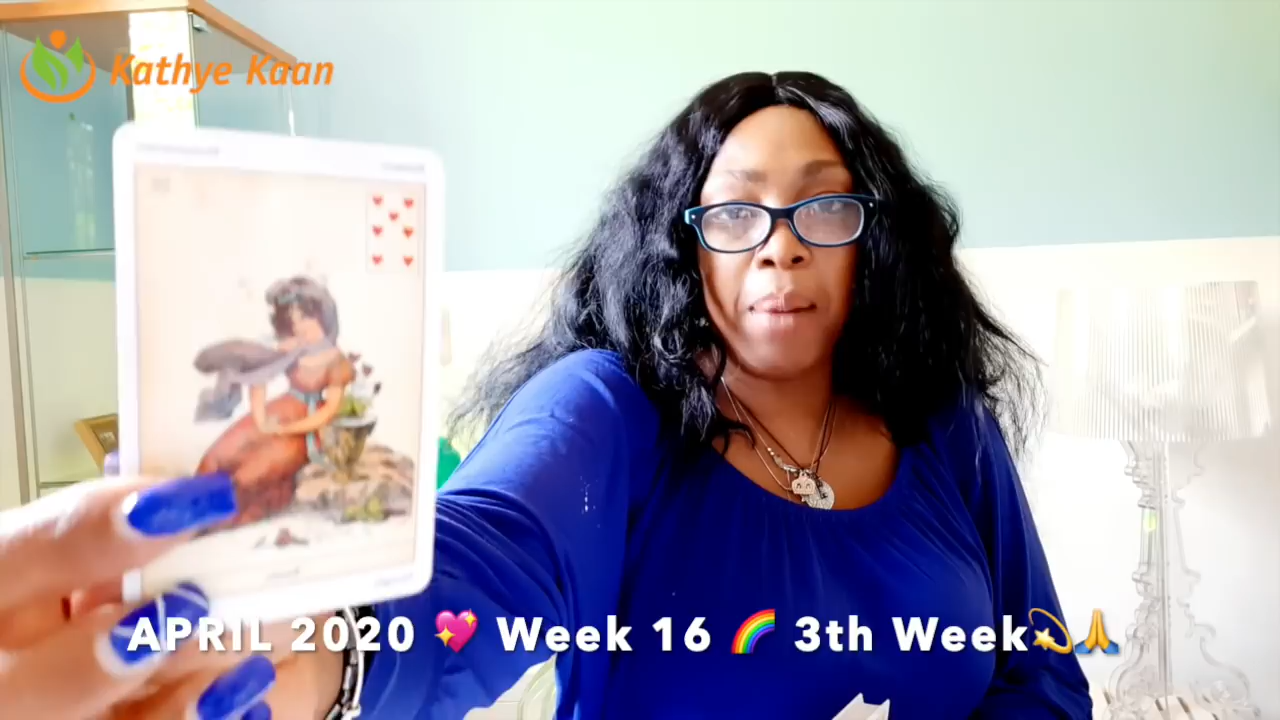 Kathye Kaan
APRIL 2020 💖 Week 16 🌈 3th Week💫🙏